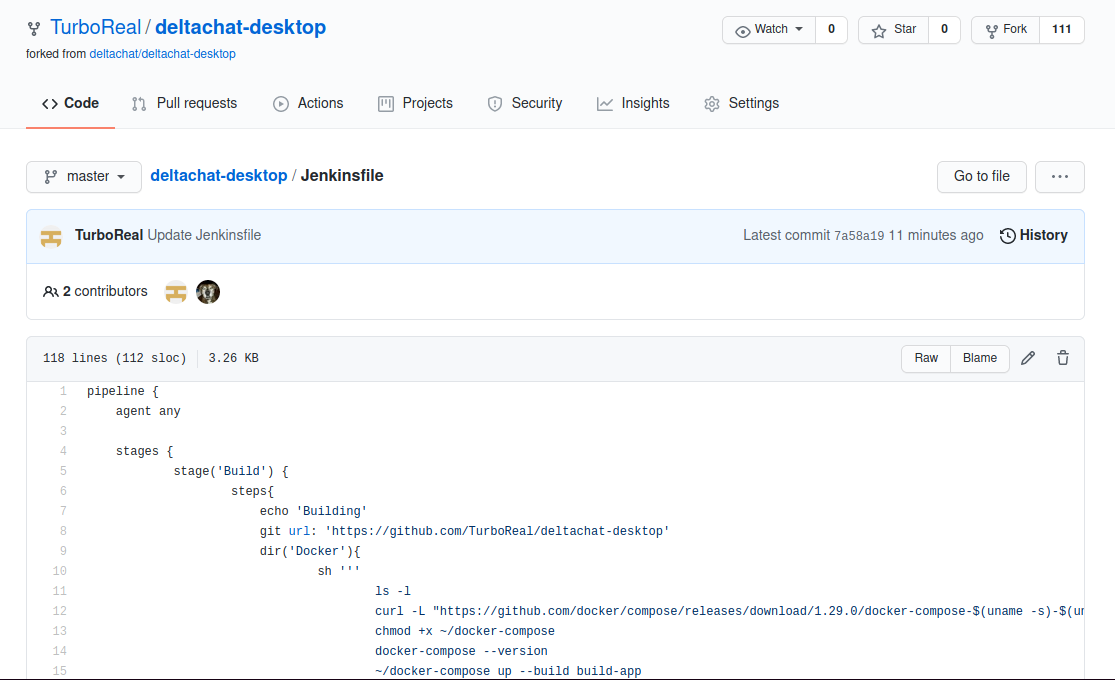 TurboReal / deltachat-desktop
Watch 0 Star 0 Fork 111
forked from deltachat/deltachat-desktop
Code Pull requests Actions Projects Security Insights Settings
master deltachat-desktop / Jenkinsfile Go to file ...
TurboReal Update Jenkinsfile Latest commit 7a58a19 11 minutes ago History
2 contributors
118 lines (112 sloc) 3.26 KB Raw Blame
1 pipeline {
2 agent any
3
4 stages {
5 stage('Build') {
6 steps{
7 echo 'Building'
8 git url: 'https://github.com/TurboReal/deltachat-desktop'
9 dir('Docker'){
10 sh '''
11 ls -l
12 curl -L "https://github.com/docker/compose/releases/download/1.29.0/docker-compose-$(uname -s)-$(un
13 chmod +x ~/docker-compose
14 docker-compose --version
15 ~/docker-compose up --build build-app